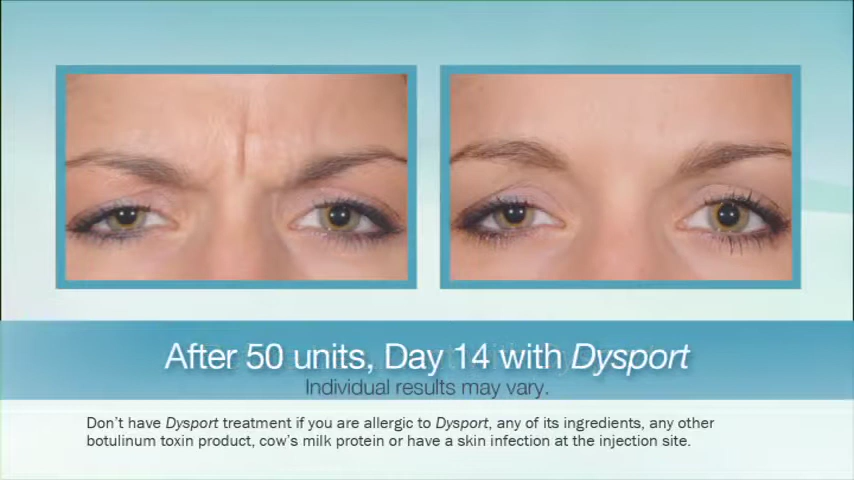 After 50 units, Day 14 with Dysport
Individual results may vary.
Don't have Dysport treatment if you are allergic to Dysport, any of its ingredients, any other
botulinum toxin product, cow's milk protein or have a skin infection at the injection site.